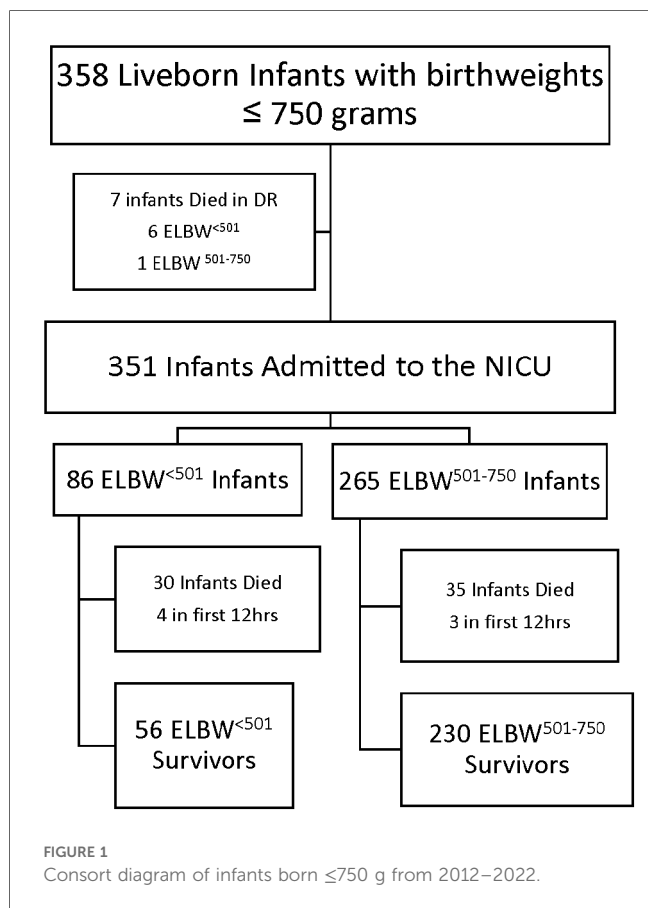 358 Liveborn Infants with birthweights
≤ 750 grams
7 infants Died in DR
6 ELBW<501
1 ELBW 501-750
351 Infants Admitted to the NICU
86 ELBW<501 Infants
265 ELBW501-750 Infants
30 Infants Died
4 in first 12hrs
35 Infants Died
3 in first 12hrs
56 ELBW<501
Survivors
230 ELBW501-750
Survivors
FIGURE 1
Consort diagram of infants born ≤750 g from 2012–2022.